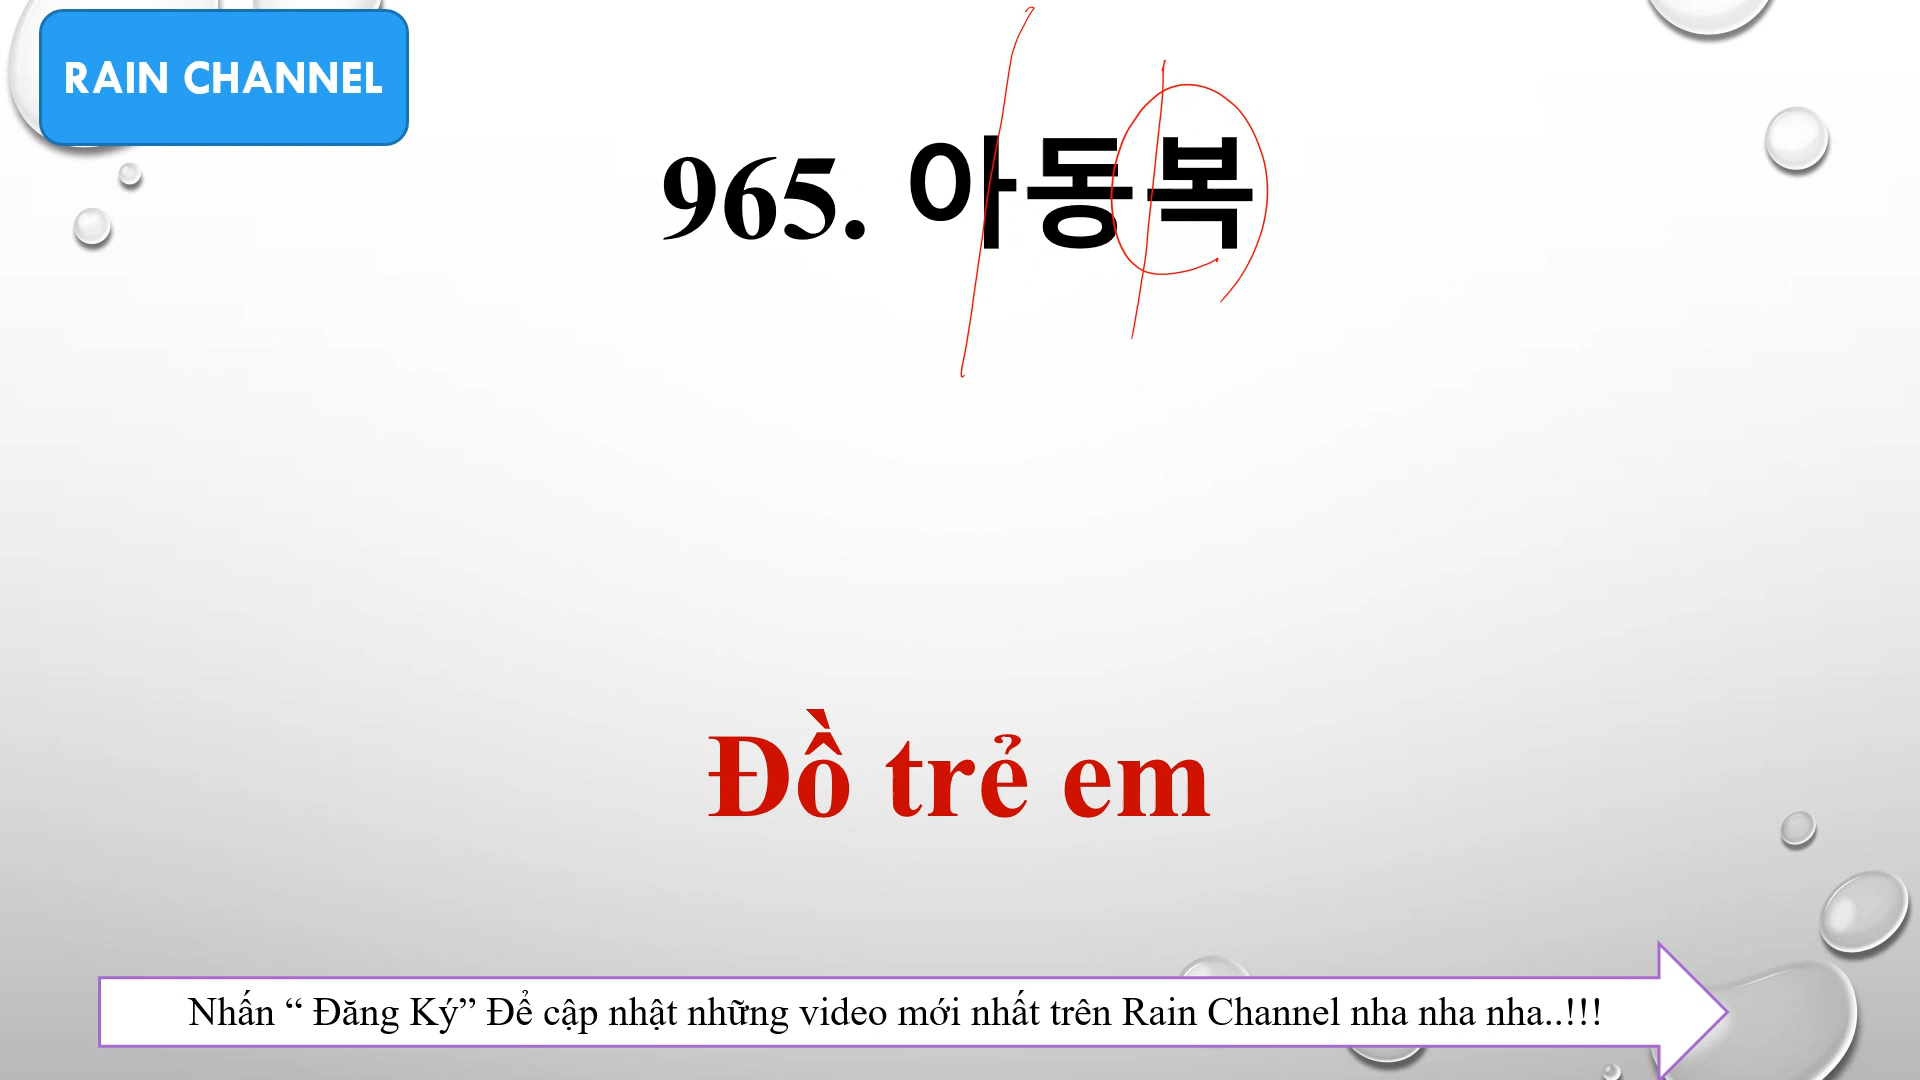 RAIN CHANNEL
965. 아동복
Đồ trẻ em
Nhấn “ Đăng Ký” Để cập nhật những video mới nhất trên Rain Channel nha nha nha..!!!